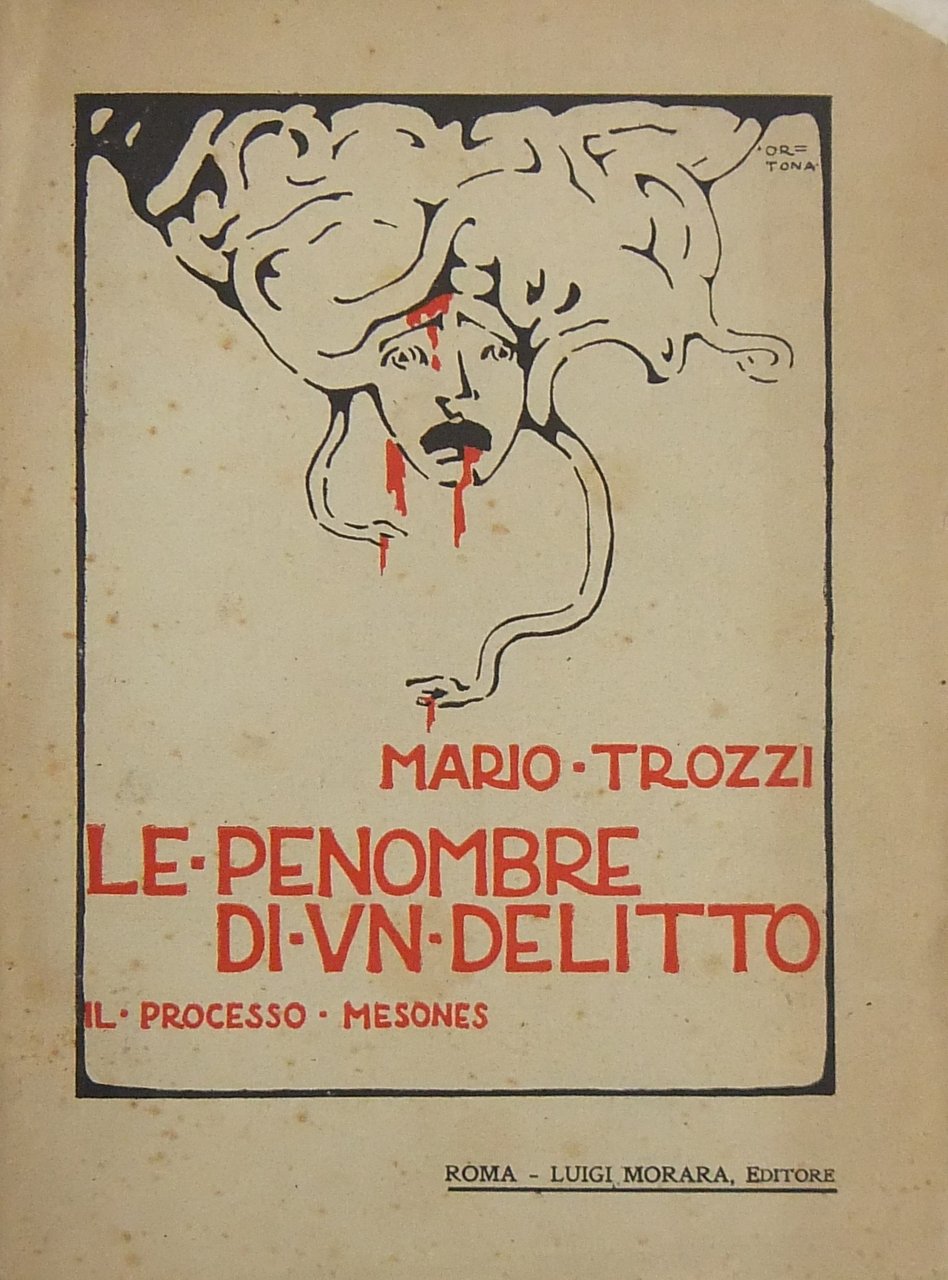 OR=
TONA
MARIO · TROZZI
LE · PENOMBRE
DI · VN · DELITTO
IL · PROCESSO · MESONES
ROMA – LUIGI MORARA, EDITORE